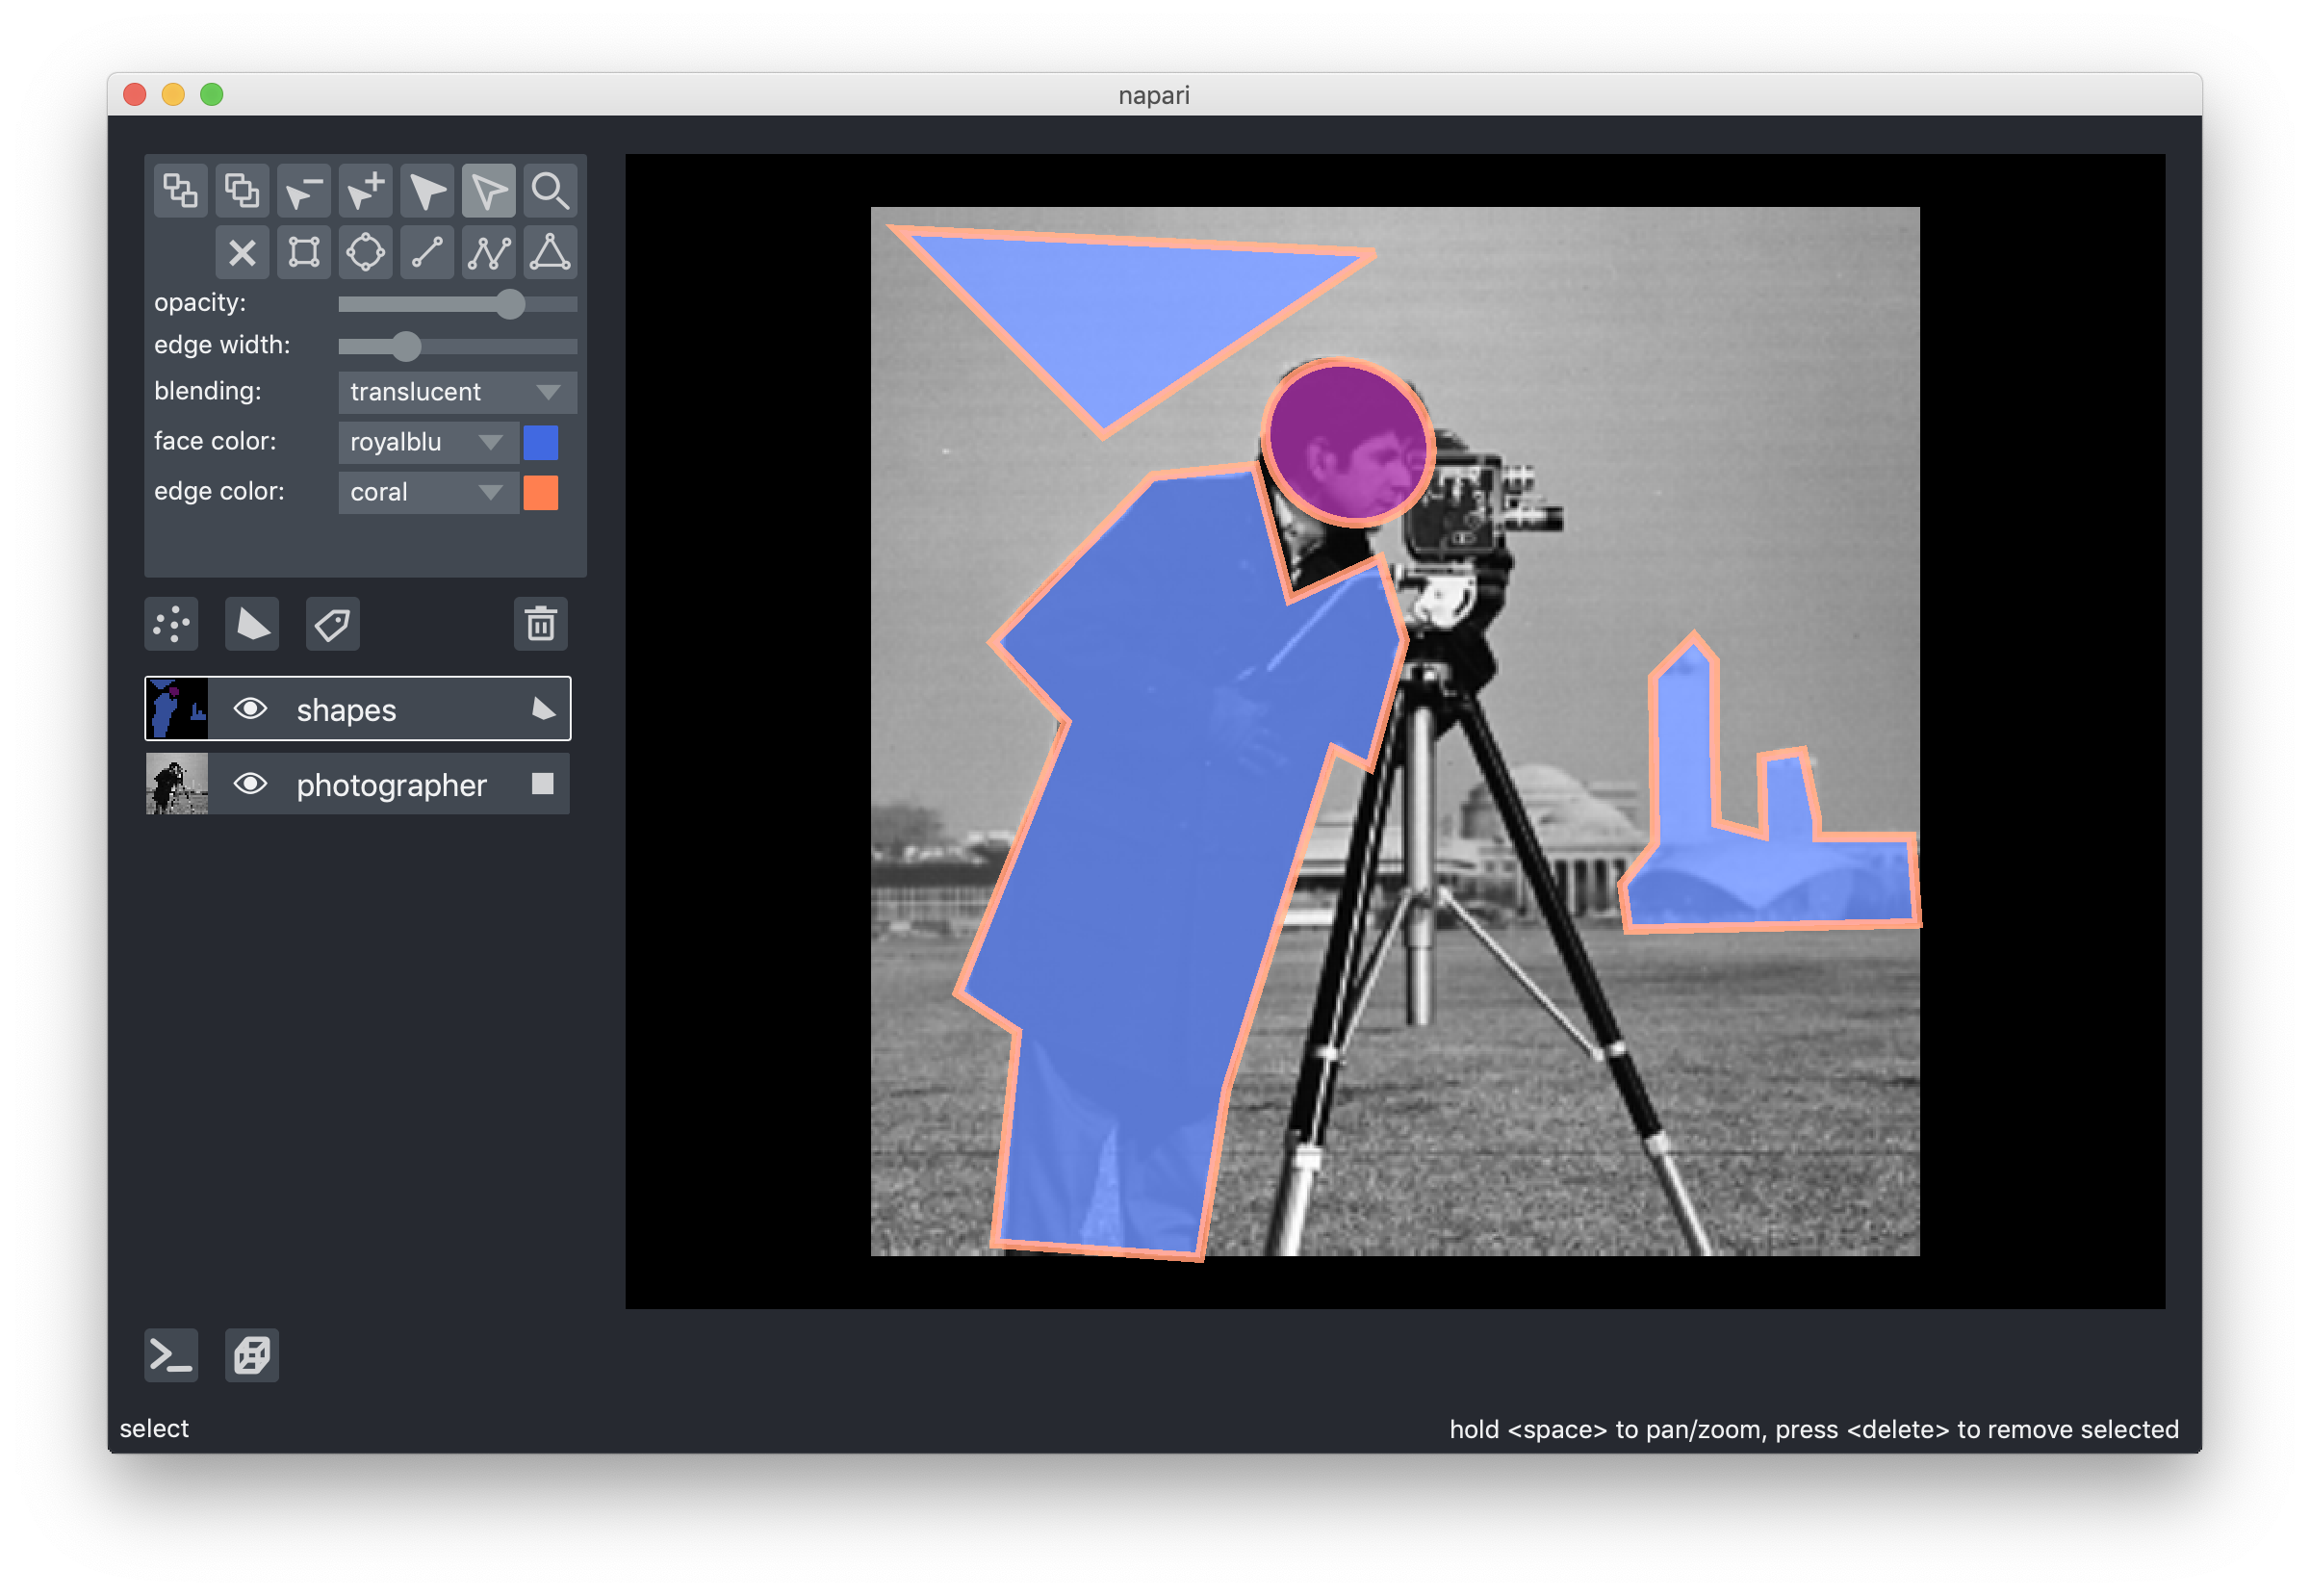 napari
opacity:
edge width:
blending: translucent
face color: royalblu
edge color: coral
shapes
photographer
select
hold <space> to pan/zoom, press <delete> to remove selected